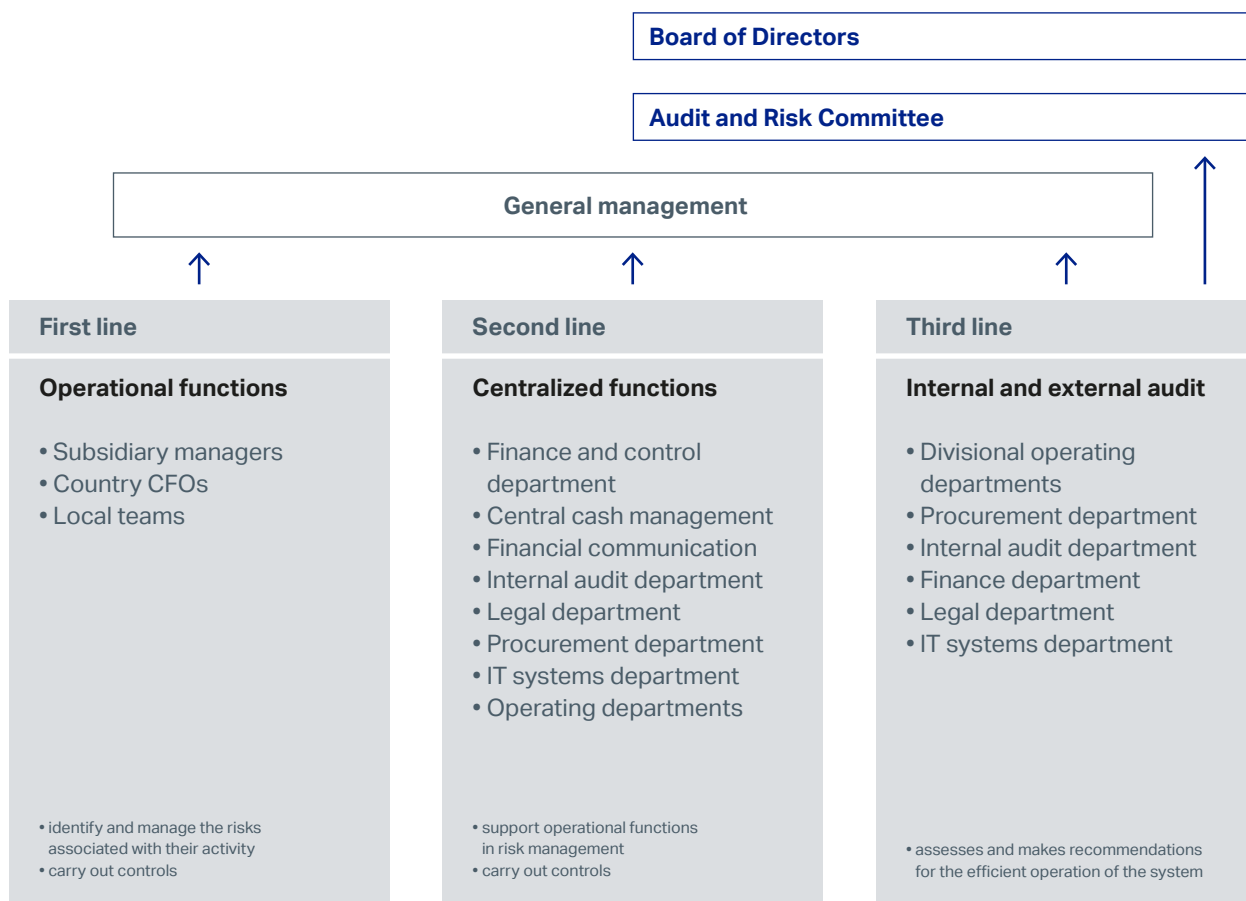 Board of Directors
Audit and Risk Committee
General management
First line
Operational functions
• Subsidiary managers
• Country CFOs
• Local teams
• identify and manage the risks
associated with their activity
• carry out controls
Second line
Centralized functions
• Finance and control
department
• Central cash management
• Financial communication
• Internal audit department
• Legal department
• Procurement department
• IT systems department
• Operating departments
• support operational functions
in risk management
• carry out controls
Third line
Internal and external audit
• Divisional operating
departments
• Procurement department
• Internal audit department
• Finance department
• Legal department
• IT systems department
• assesses and makes recommendations
for the efficient operation of the system